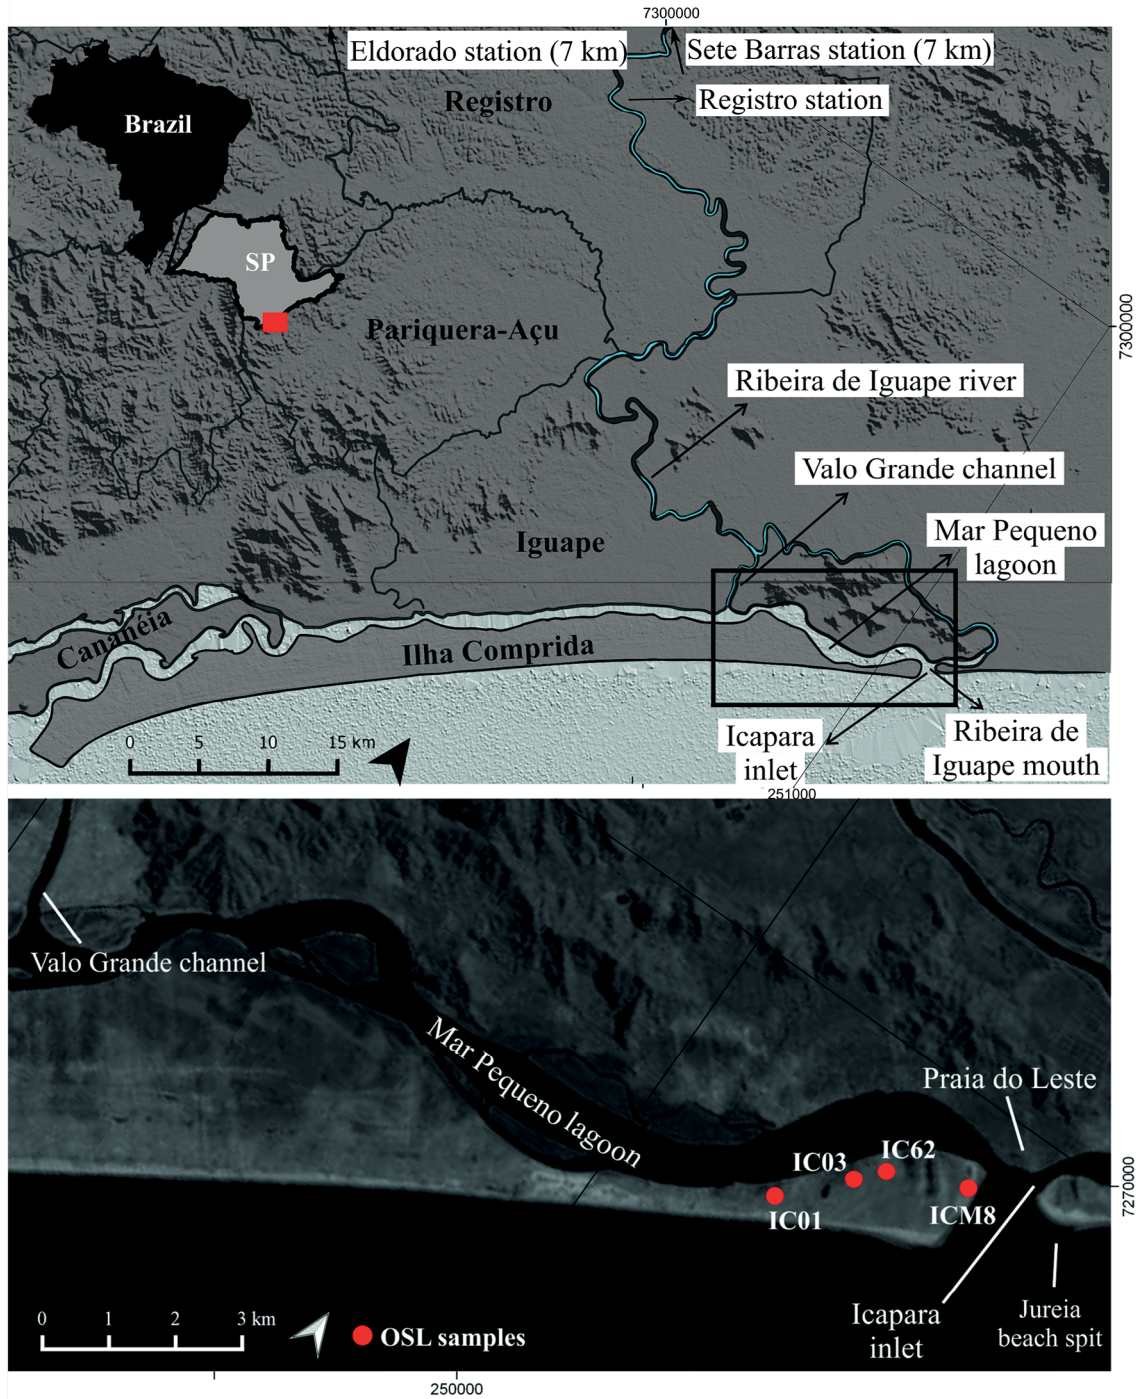 7300000
Eldorado station (7 km)
Sete Barras station (7 km)
Registro
Registro station
Brazil
SP
Pariquera-Açu
7300000
Ribeira de Iguape river
Valo Grande channel
Iguape
Mar Pequeno
lagoon
Cananéia
Ilha Comprida
Icapara
inlet
Ribeira de
Iguape mouth
0 5 10 15 km
251000
Valo Grande channel
Mar Pequeno lagoon
Praia do Leste
IC03
IC62
IC01
ICM8
7270000
Icapara
inlet
Jureia
beach spit
0 1 2 3 km
OSL samples
250000